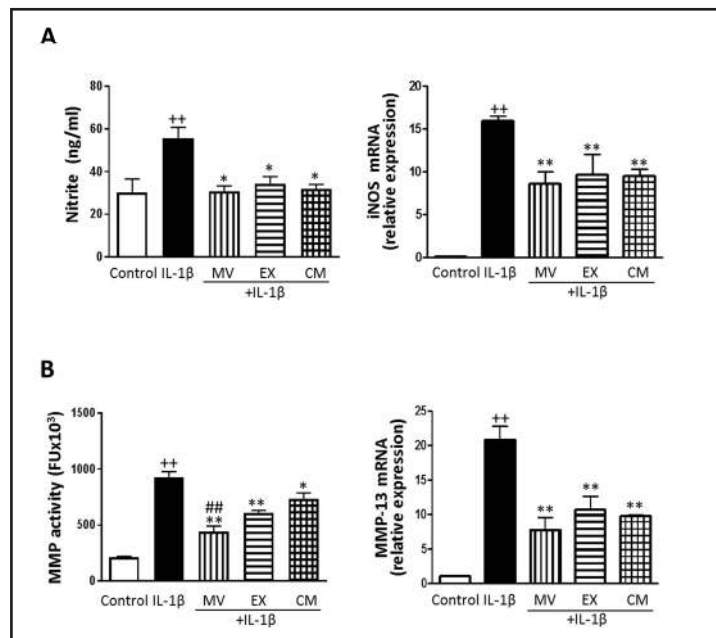 A
Nitrite (ng/ml)
80
60
40
20
0
++
*
*
*
Control IL-1β MV EX CM
+IL-1β
iNOS mRNA
(relative expression)
20
15
10
5
0
++
**
**
**
Control IL-1β MV EX CM
+IL-1β
B
MMP activity (FUx10³)
1500
1000
500
0
++
##
**
**
*
Control IL-1β MV EX CM
+IL-1β
MMP-13 mRNA
(relative expression)
25
20
15
10
5
0
++
**
**
**
Control IL-1β MV EX CM
+IL-1β